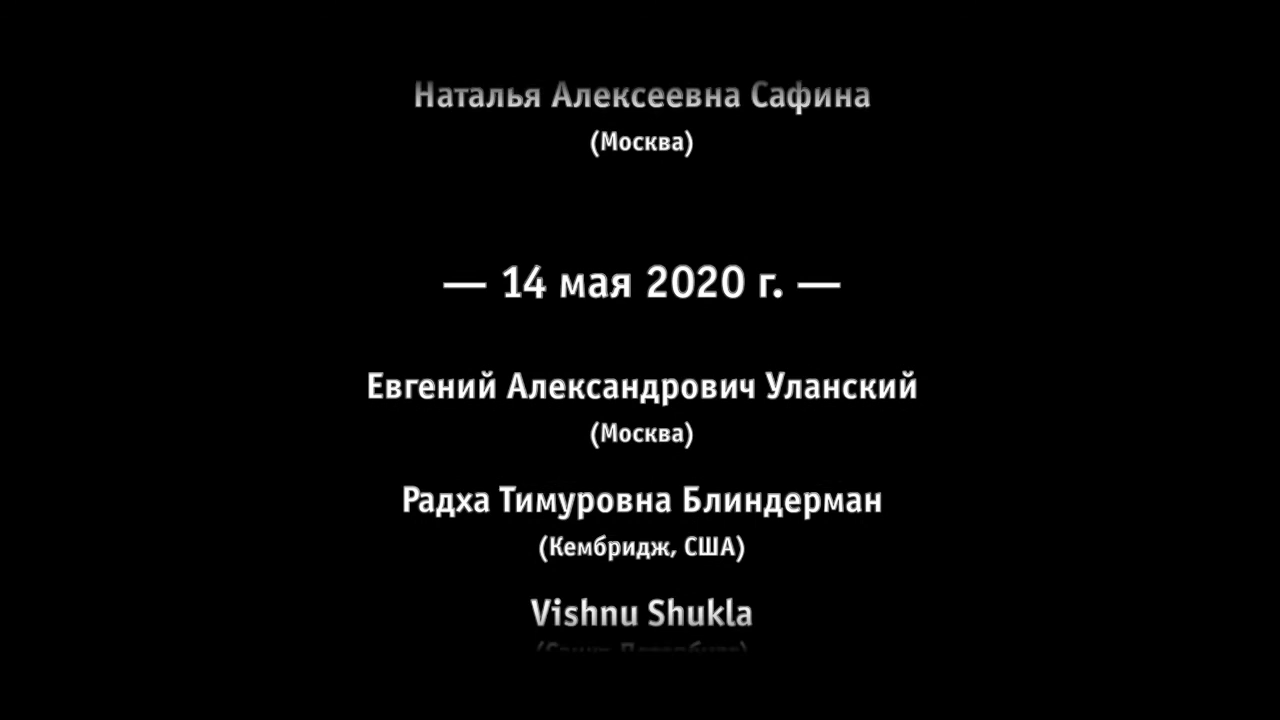 Наталья Алексеевна Сафина
(Москва)
— 14 мая 2020 г. —
Евгений Александрович Уланский
(Москва)
Радха Тимуровна Блиндерман
(Кембридж, США)
Vishnu Shukla